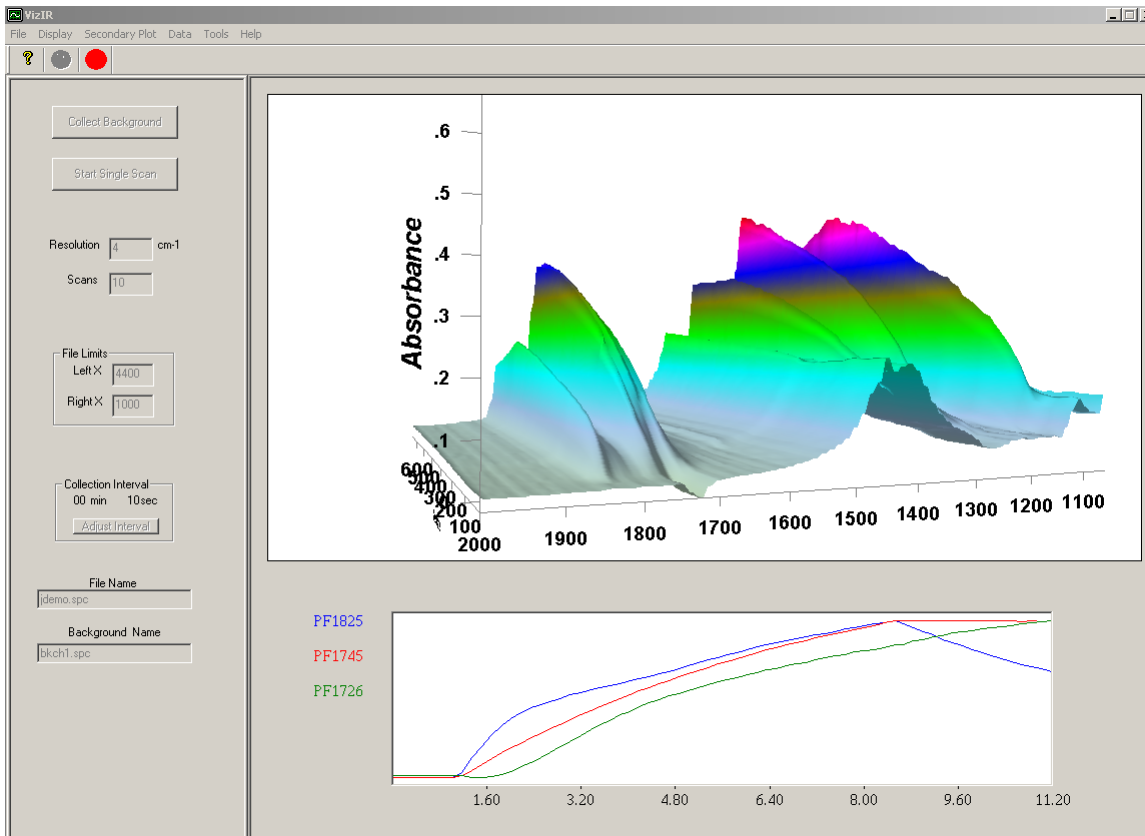 VizIR
File Display Secondary Plot Data Tools Help
?
Collect Background
Start Single Scan
Resolution 4 cm-1
Scans 10
File Limits
Left X 4400
Right X 1000
Collection Interval
00 min 10sec
Adjust Interval
File Name
jdemo.spc
Background Name
bkch1.spc
Absorbance
.6
.5
.4
.3
.2
.1
600
500
400
300
200
100
2000 1900 1800 1700 1600 1500 1400 1300 1200 1100
PF1825
PF1745
PF1726
1.60 3.20 4.80 6.40 8.00 9.60 11.20